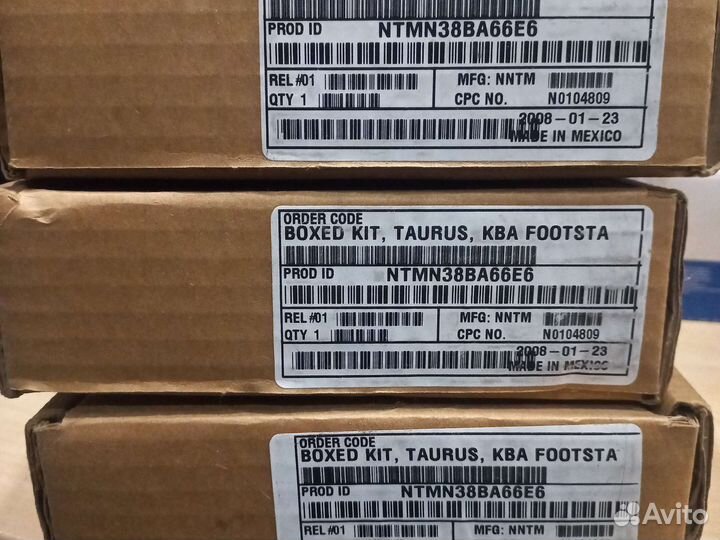 PROD ID NTMN38BA66E6
REL #01 MFG: NNTM
QTY 1 CPC NO. N0104809
2008-01-23
MADE IN MEXICO
ORDER CODE
BOXED KIT, TAURUS, KBA FOOTSTA
PROD ID NTMN38BA66E6
REL #01 MFG: NNTM
QTY 1 CPC NO. N0104809
2008-01-23
MADE IN MEXICO
ORDER CODE
BOXED KIT, TAURUS, KBA FOOTSTA
PROD ID NTMN38BA66E6
REL #01 MFG: NNTM
Avito